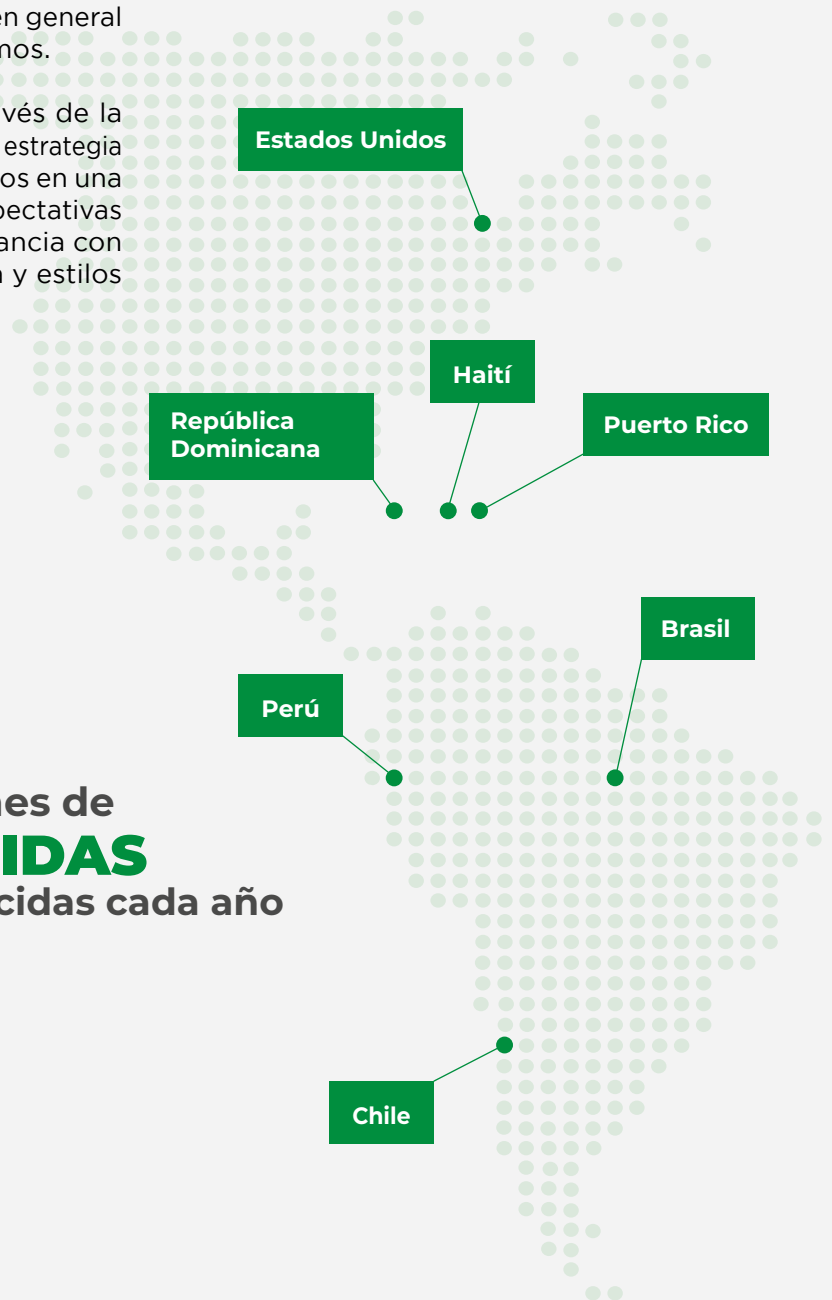 en general
mos.
vés de la
estrategia
os en una
pectativas
ancia con
y estilos
Estados Unidos
Haití
República
Dominicana
Puerto Rico
Brasil
Perú
nes de
IDAS
cidas cada año
Chile